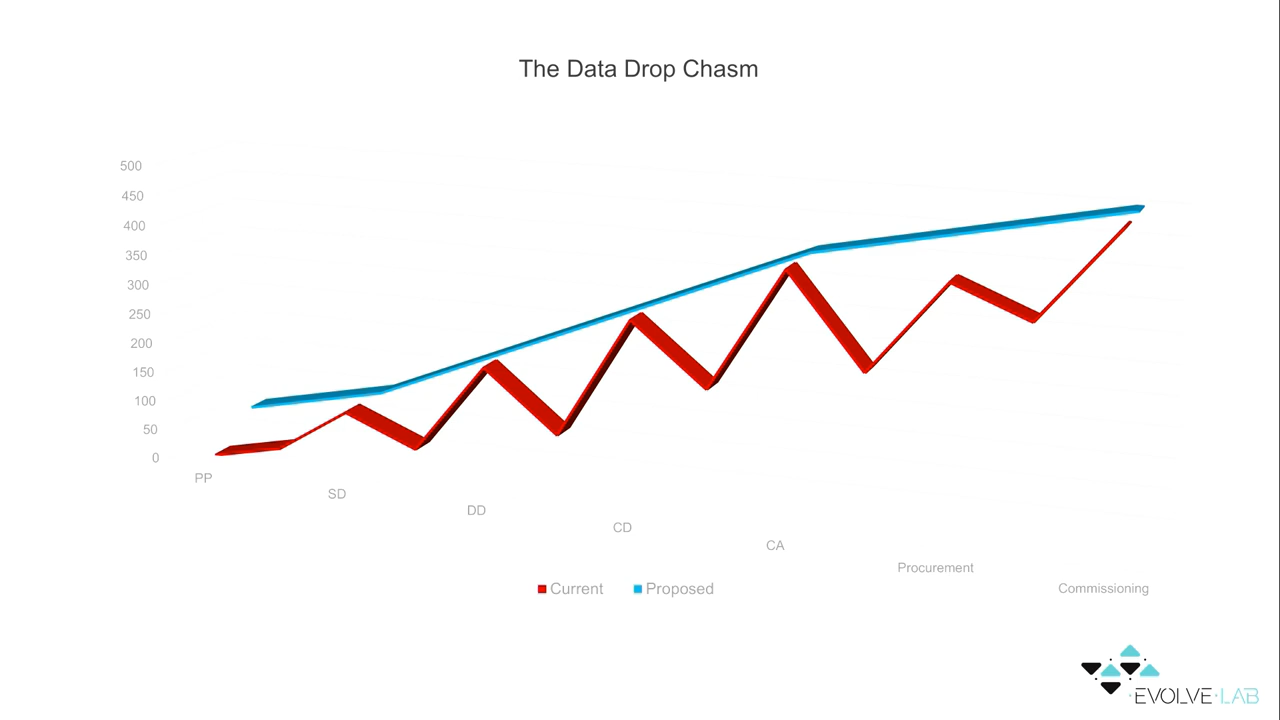 The Data Drop Chasm
500
450
400
350
300
250
200
150
100
50
0
PP
SD
DD
CD
CA
Procurement
Commissioning
Current
Proposed
EVOLVE LAB